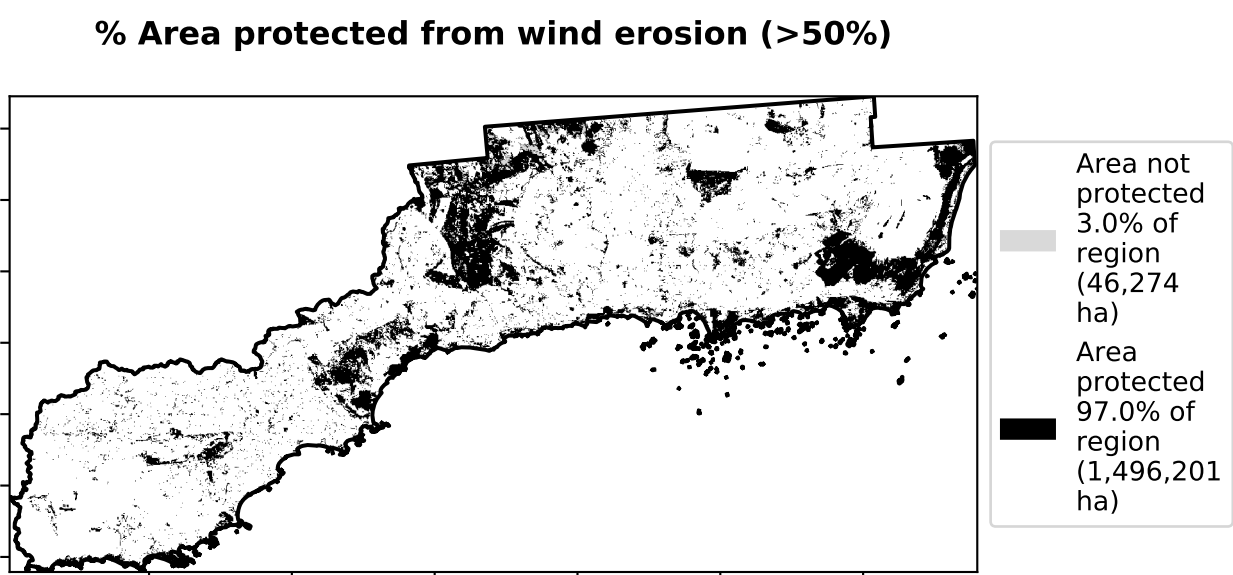 % Area protected from wind erosion (>50%)
Area not
protected
3.0% of
region
(46,274
ha)
Area
protected
97.0% of
region
(1,496,201
ha)